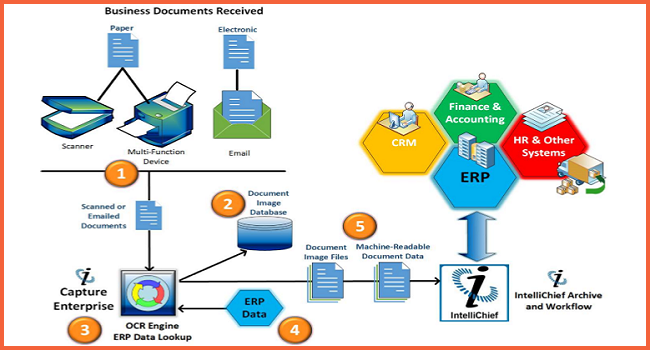 Business Documents Received
Paper
Electronic
Scanner
Multi-Function
Device
Email
1
Scanned or
Emailed
Documents
2
Document
Image
Database
Capture
Enterprise
3
OCR Engine
ERP Data Lookup
ERP
Data
4
5
Document
Image Files
Machine-Readable
Document Data
CRM
Finance &
Accounting
HR & Other
Systems
ERP
IntelliChief
IntelliChief Archive
and Workflow